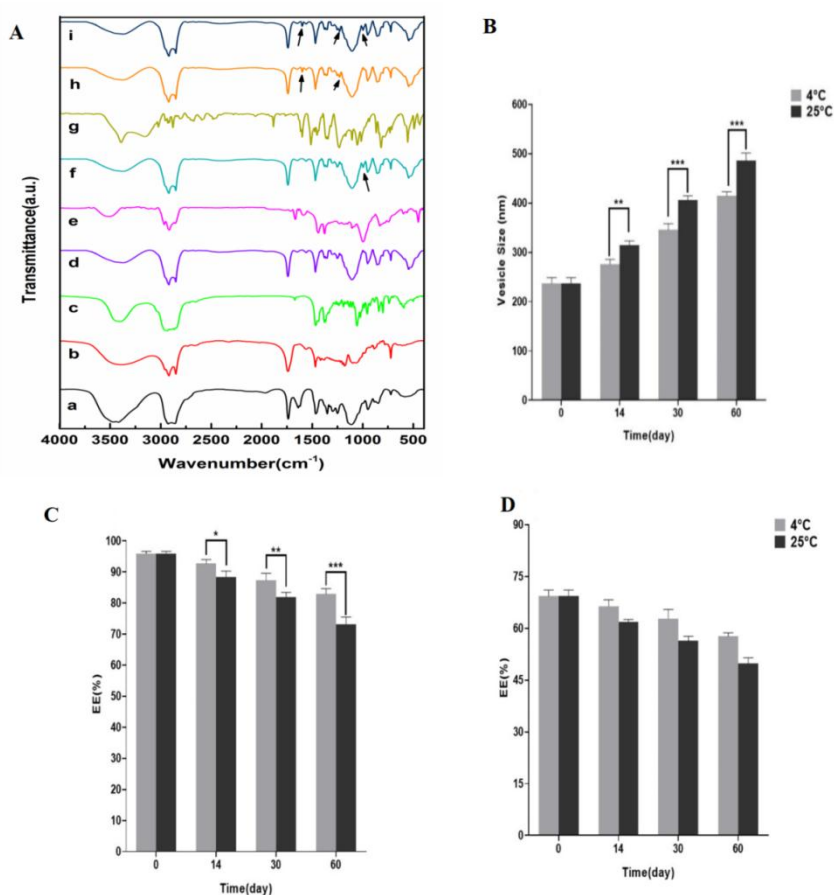 A
i
h
g
f
e
d
c
b
a
Transmittance(a.u.)
4000 3500 3000 2500 2000 1500 1000 500
Wavenumber(cm⁻¹)
B
4°C
25°C
600
500
400
300
200
100
0
Vesicle Size (nm)
** *** ***
0 14 30 60
Time(day)
C
100
90
80
70
60
50
40
30
20
10
0
EE(%)
* ** ***
0 14 30 60
Time(day)
D
4°C
25°C
90
75
60
45
30
15
0
EE(%)
0 14 30 60
Time(day)